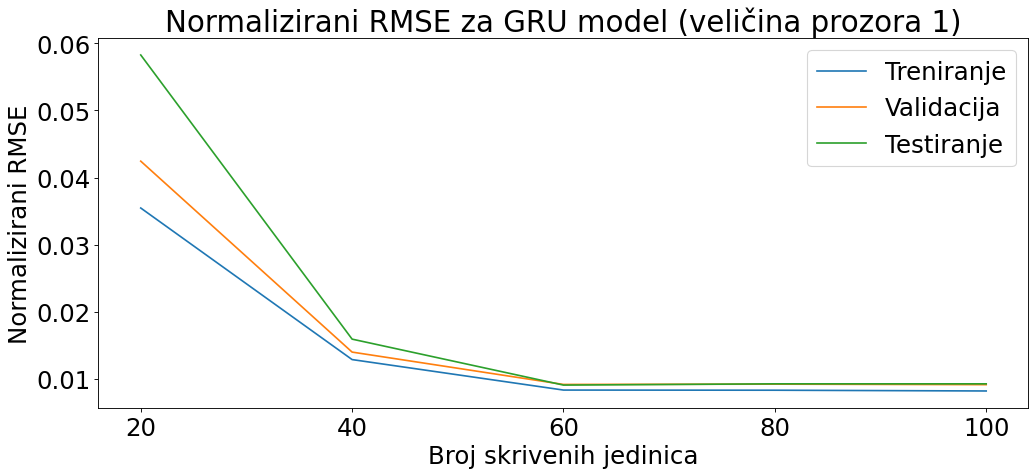 Normalizirani RMSE za GRU model (veličina prozora 1)
Normalizirani RMSE
0.06
0.05
0.04
0.03
0.02
0.01
Treniranje
Validacija
Testiranje
20 40 60 80 100
Broj skrivenih jedinica